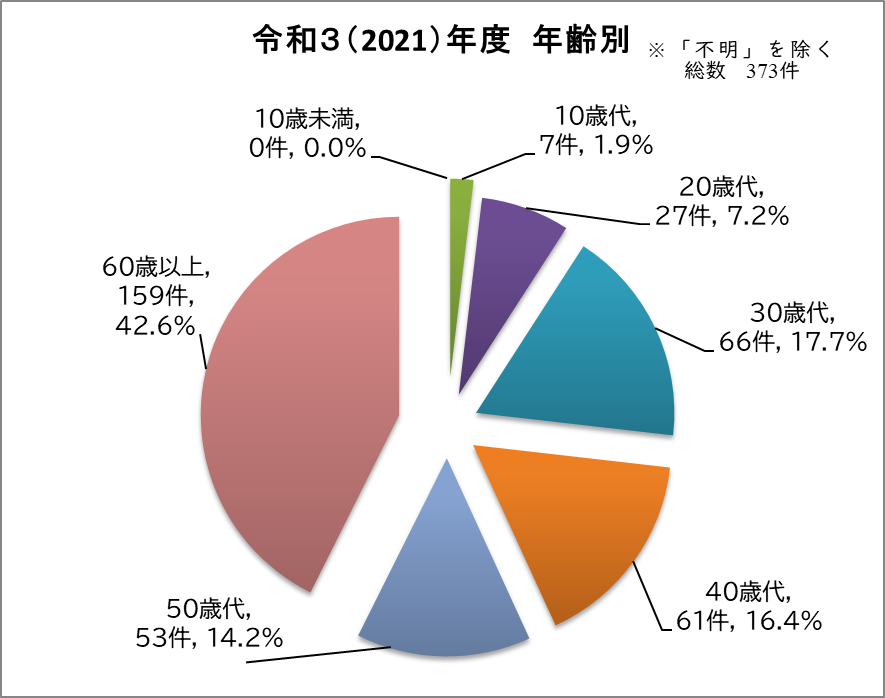 令和３（2021）年度　年齢別
※「不明」を除く
総数　373件
10歳未満,
0件, 0.0%
10歳代,
7件, 1.9%
20歳代,
27件, 7.2%
30歳代,
66件, 17.7%
40歳代,
61件, 16.4%
50歳代,
53件, 14.2%
60歳以上,
159件,
42.6%